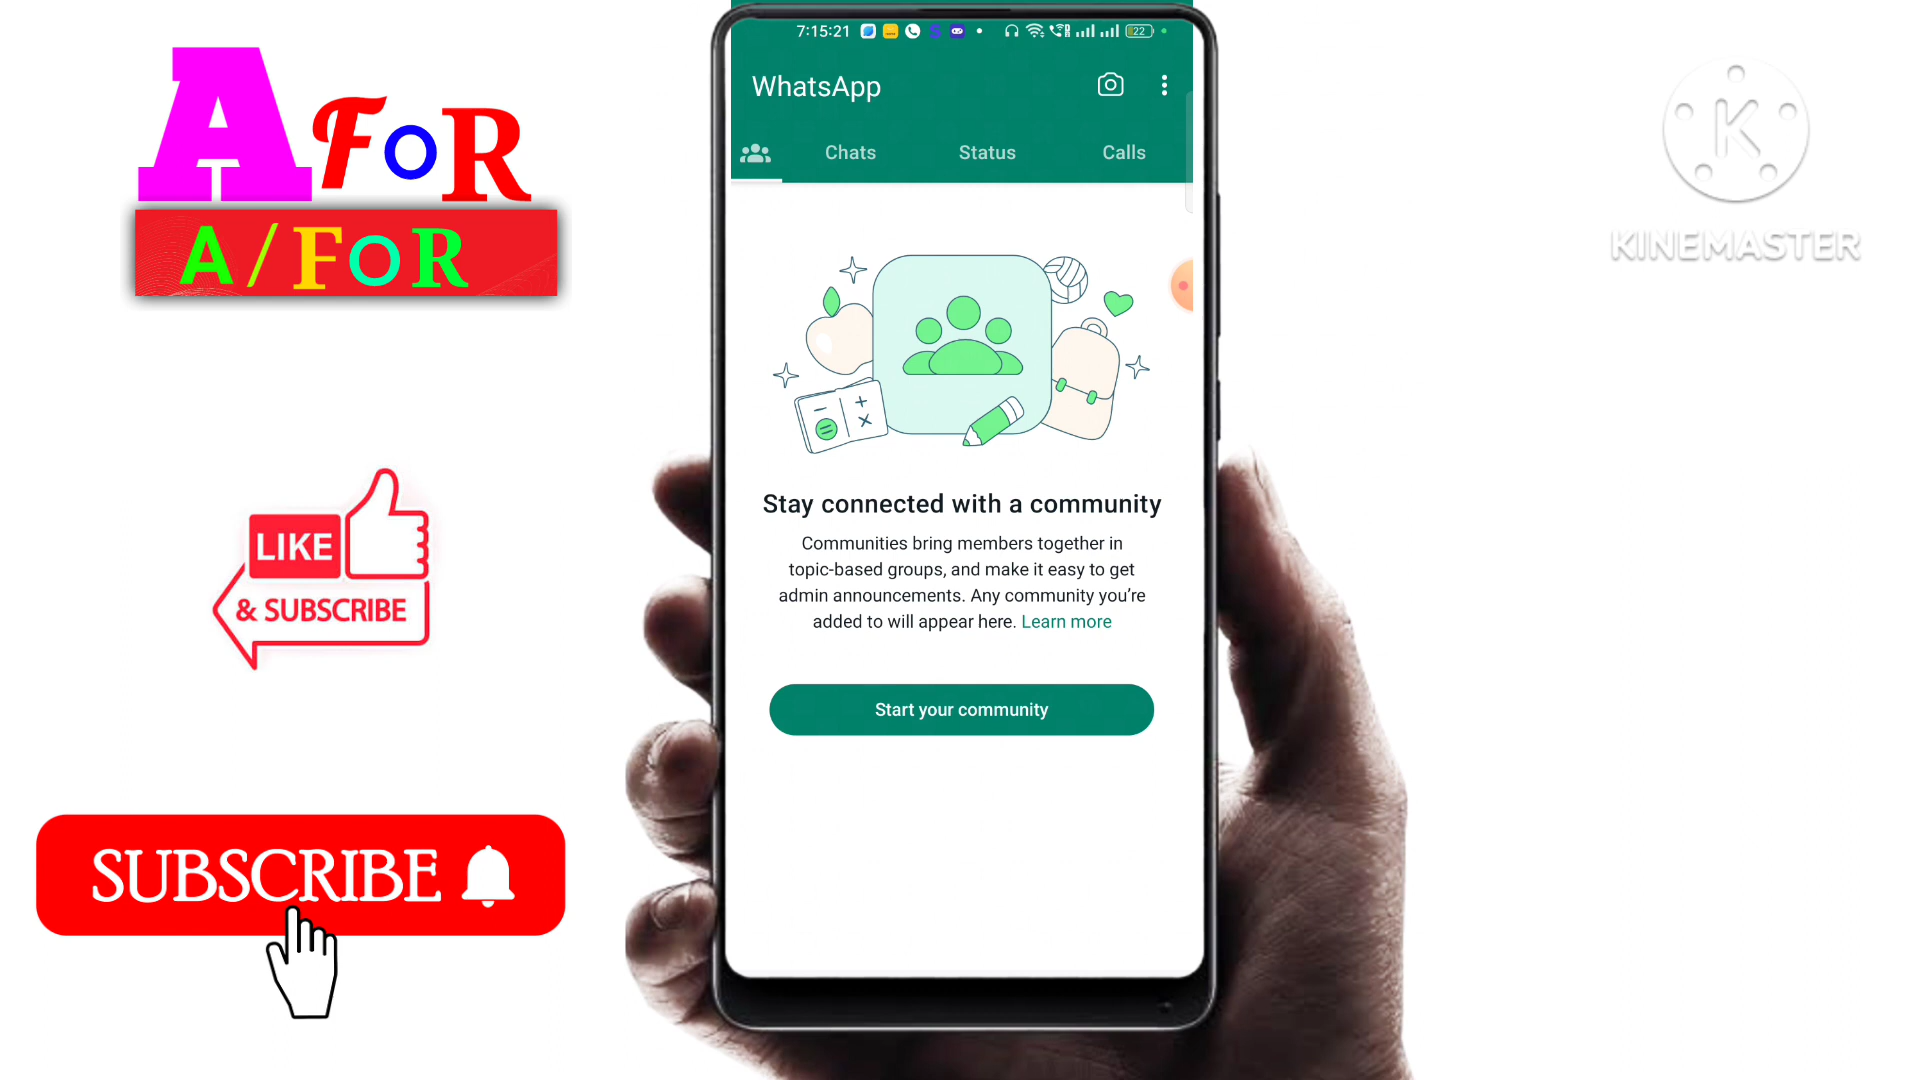 A FoR
A/FoR
LIKE
& SUBSCRIBE
SUBSCRIBE
7:15:21
22
WhatsApp
Chats
Status
Calls
Stay connected with a community
Communities bring members together in
topic-based groups, and make it easy to get
admin announcements. Any community you’re
added to will appear here. Learn more
Start your community
K
KINEMASTER